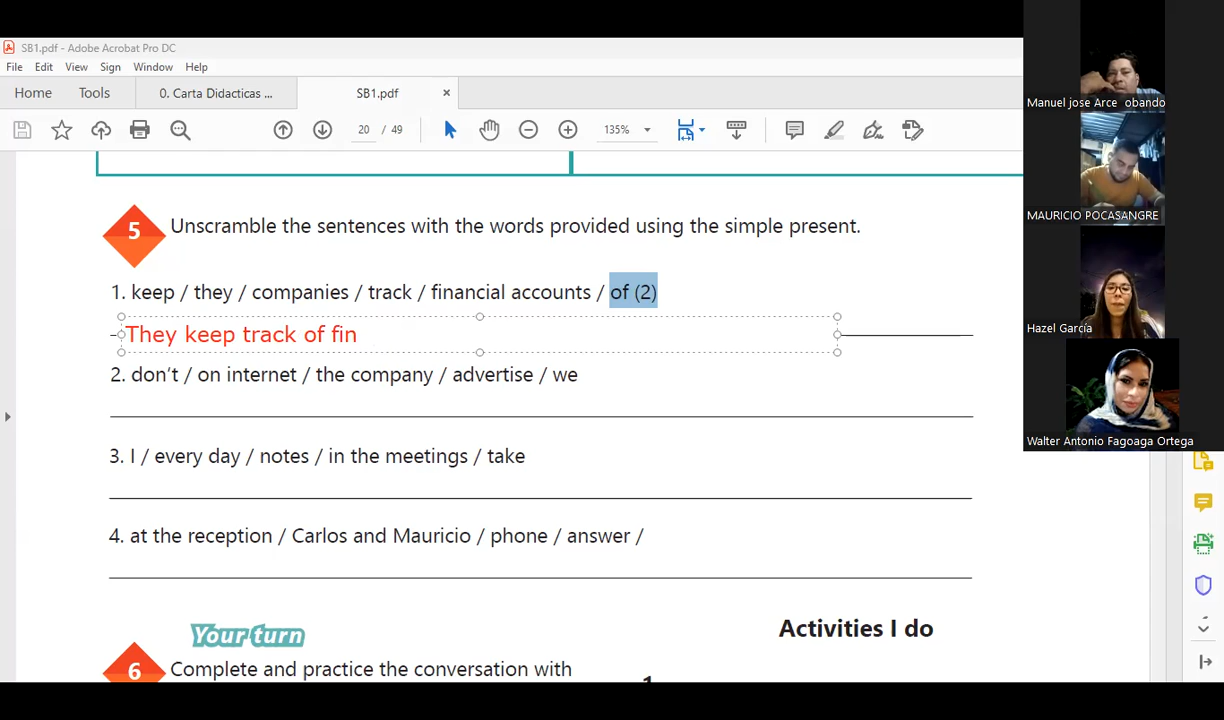 SB1.pdf - Adobe Acrobat Pro DC
File Edit View Sign Window Help
Home Tools 0. Carta Didacticas ... SB1.pdf ×
20 / 49 135%
5 Unscramble the sentences with the words provided using the simple present.
1. keep / they / companies / track / financial accounts / of (2)
They keep track of fin
2. don't / on internet / the company / advertise / we
3. I / every day / notes / in the meetings / take
4. at the reception / Carlos and Mauricio / phone / answer /
Your turn
Activities I do
6 Complete and practice the conversation with
Manuel jose Arce obando
MAURICIO POCASANGRE
Hazel García
Walter Antonio Fagoaga Ortega